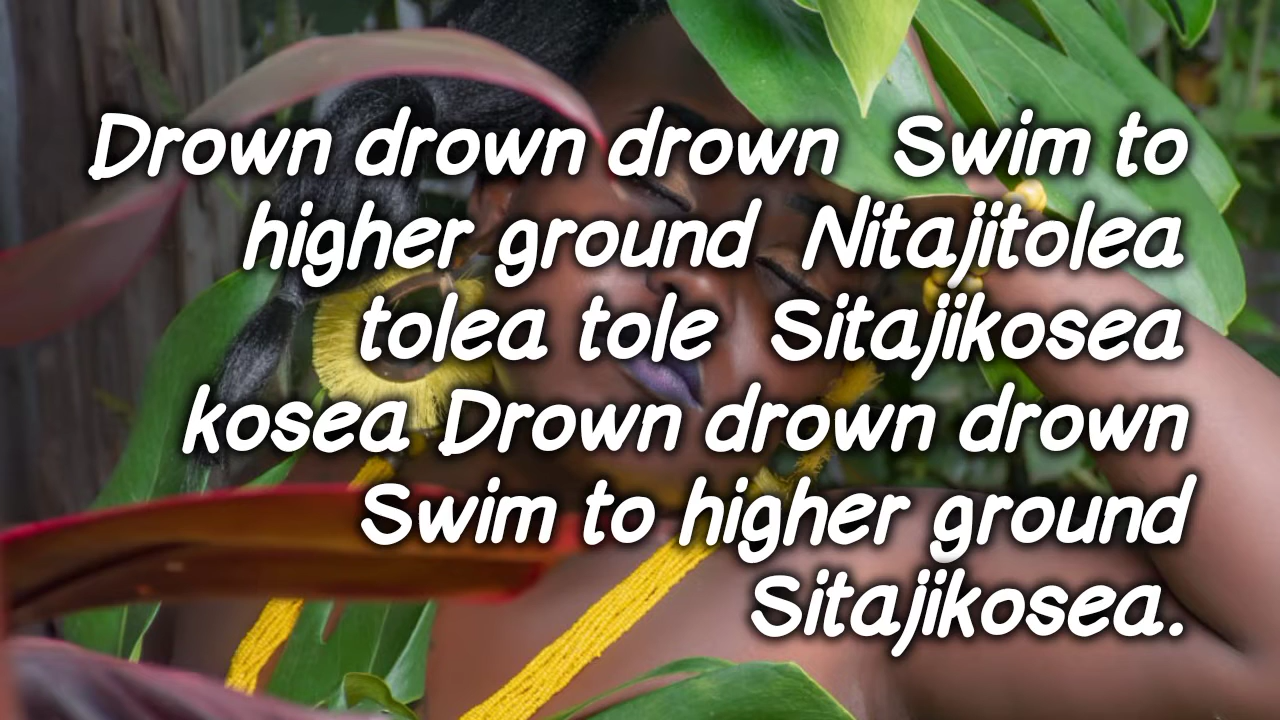 Drown drown drown  Swim to
higher ground  Nitajitolea
tolea tole  Sitajikosea
kosea Drown drown drown
Swim to higher ground
Sitajikosea.